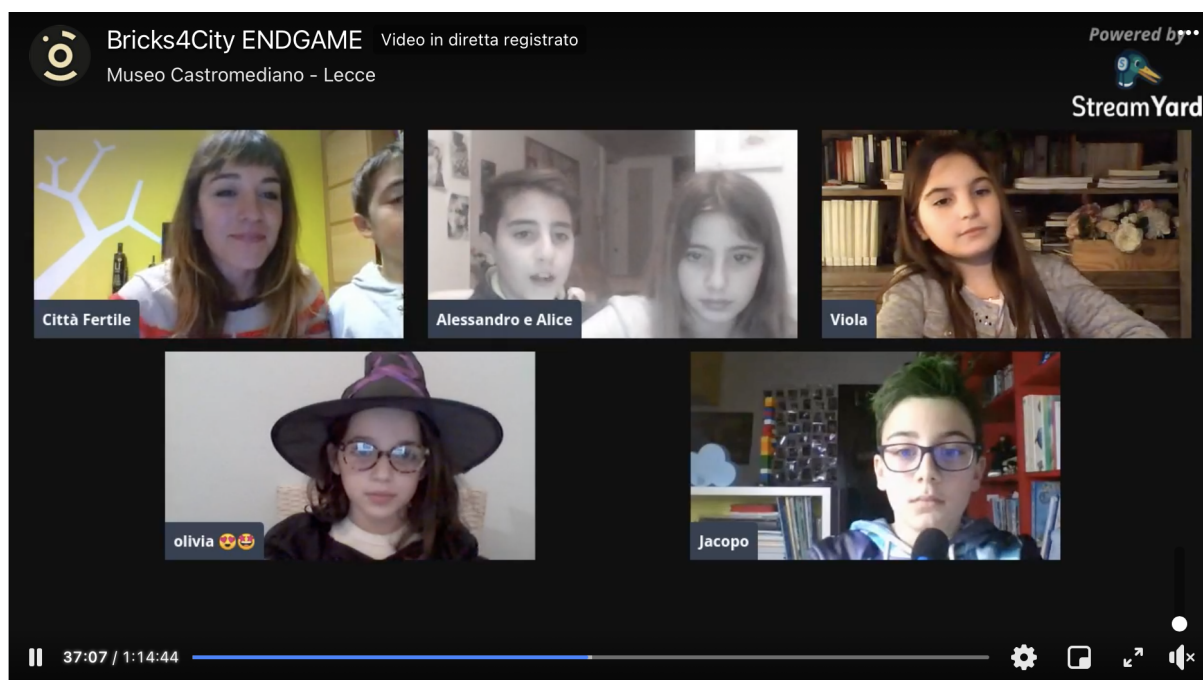 Bricks4City ENDGAME Video in diretta registrato
Museo Castromediano - Lecce
Powered by
StreamYard
Città Fertile
Alessandro e Alice
Viola
olivia 😍🤩
Jacopo
37:07 / 1:14:44